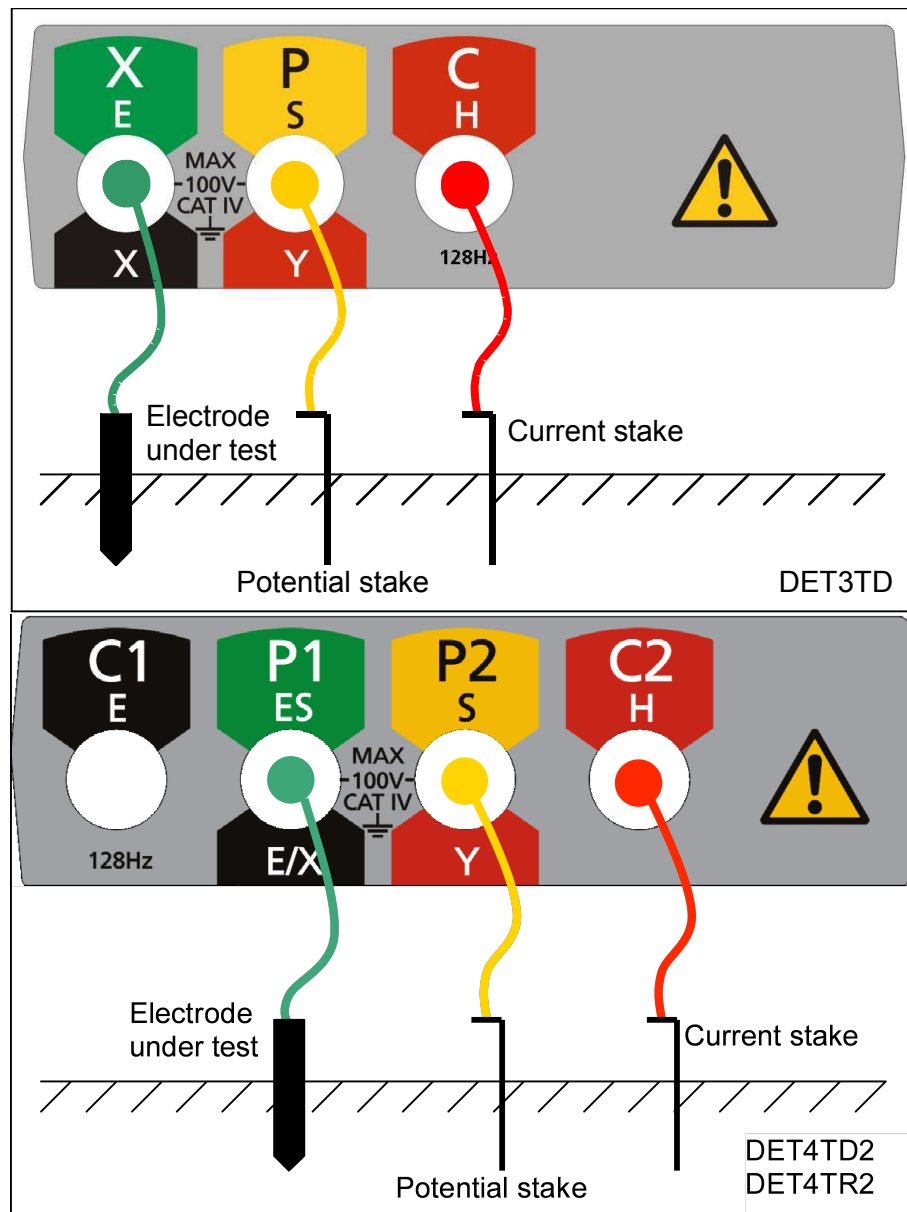 X P C
E S H
MAX
100V
CAT IV
X Y 128Hz
Electrode
under test
Current stake
Potential stake
DET3TD
C1 P1 P2 C2
E ES S H
MAX
100V
CAT IV
128Hz E/X Y
Electrode
under test
Current stake
Potential stake
DET4TD2
DET4TR2